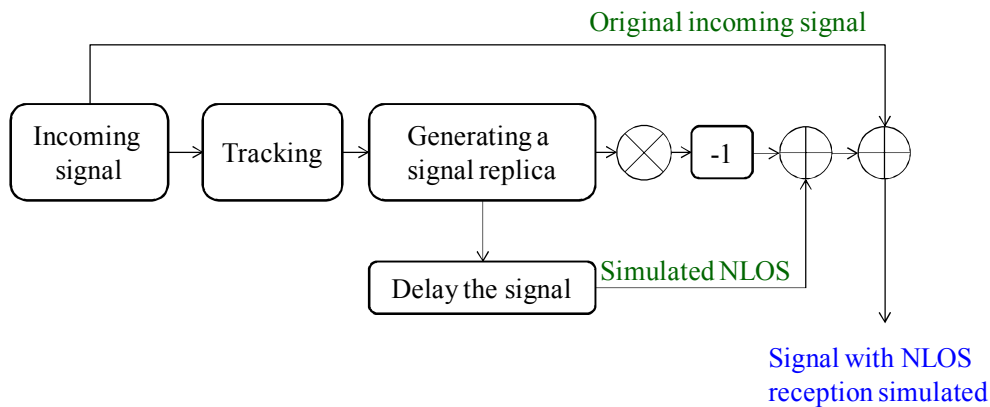 Original incoming signal
Incoming
signal
Tracking
Generating a
signal replica
-1
Delay the signal
Simulated NLOS
Signal with NLOS
reception simulated